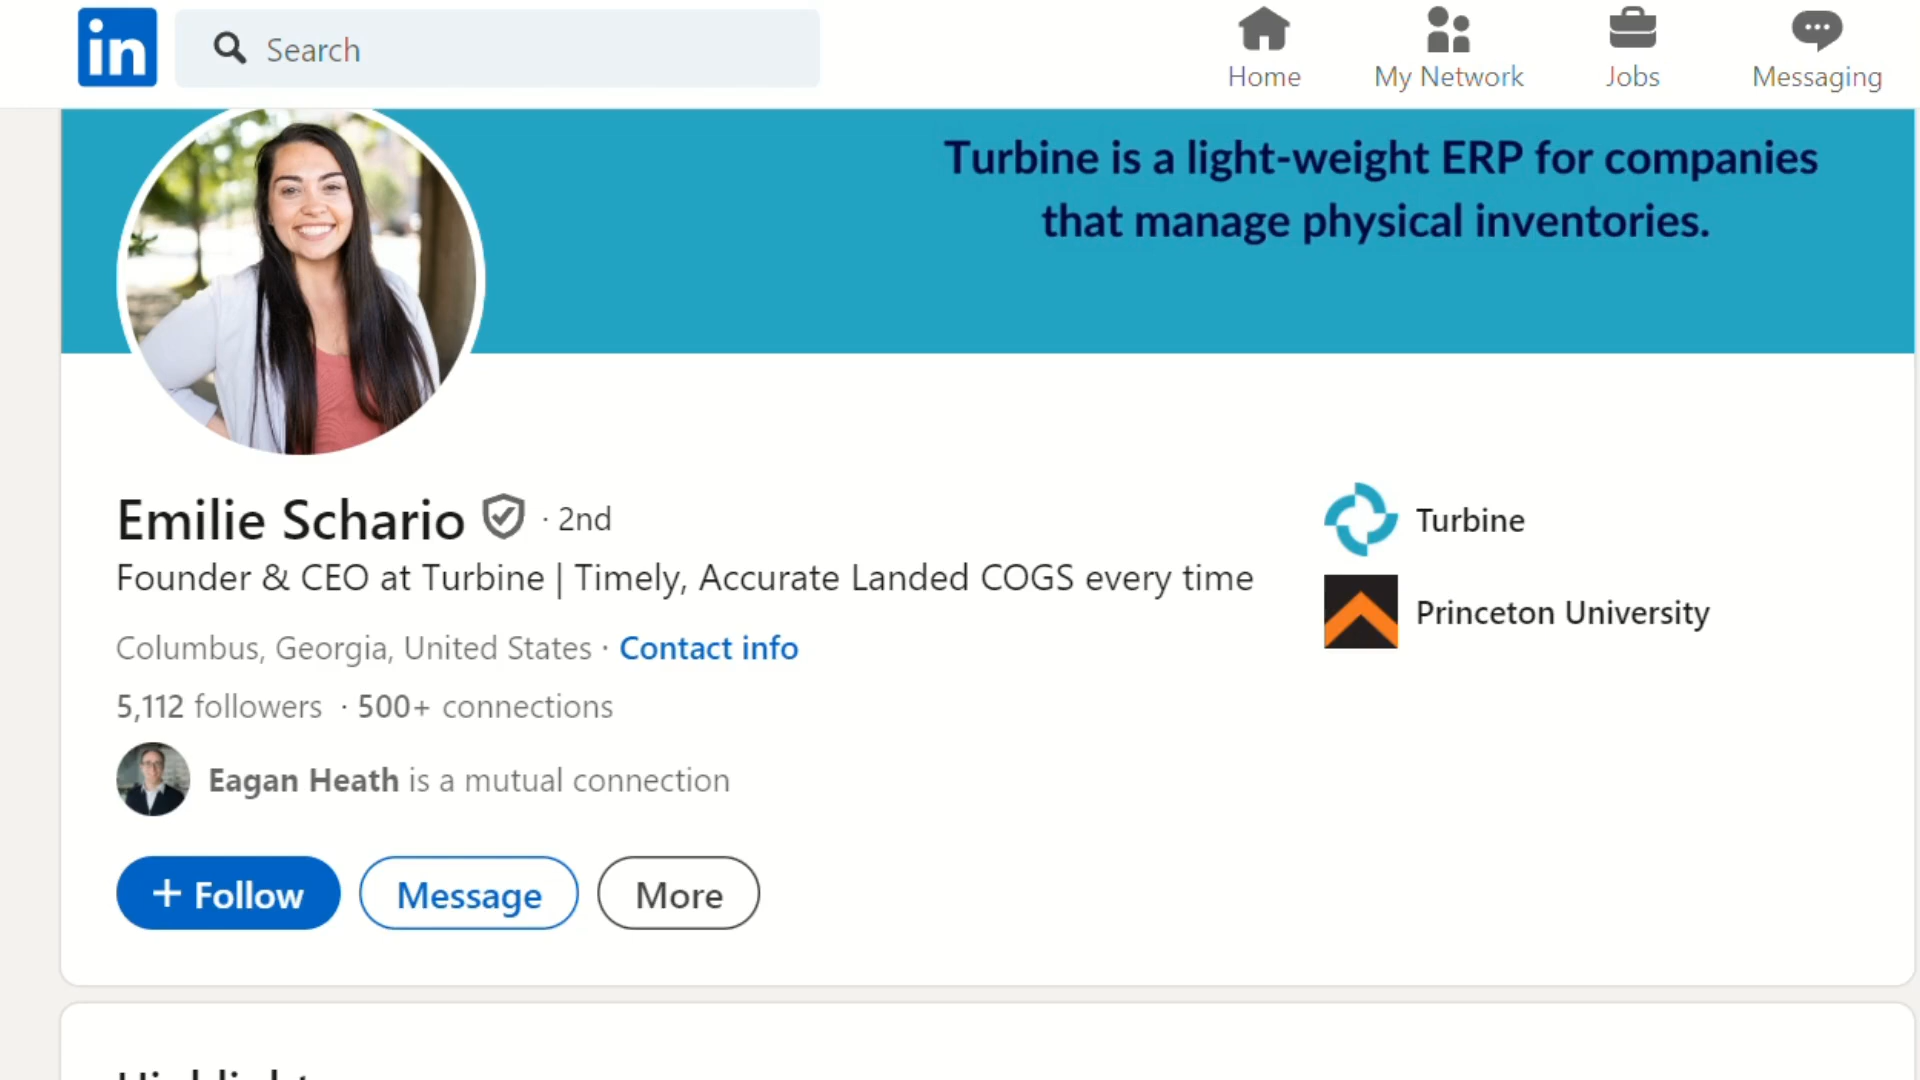 in
Search
Home
My Network
Jobs
Messaging
Turbine is a light-weight ERP for companies
that manage physical inventories.
Emilie Schario · 2nd
Founder & CEO at Turbine | Timely, Accurate Landed COGS every time
Columbus, Georgia, United States · Contact info
5,112 followers · 500+ connections
Eagan Heath is a mutual connection
+ Follow
Message
More
Turbine
Princeton University